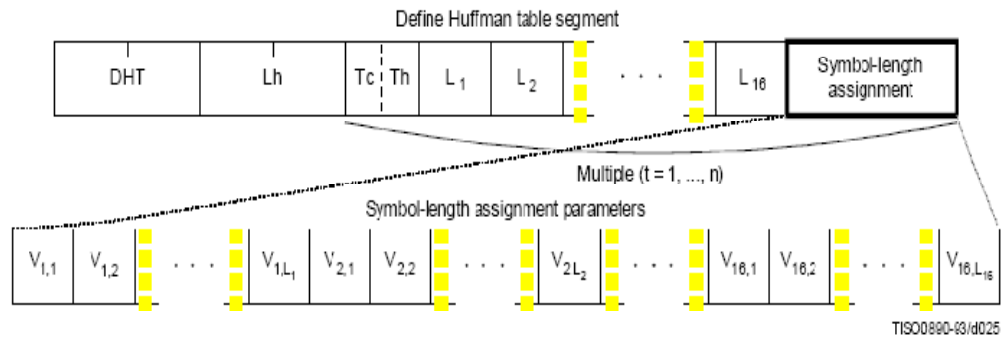 Define Huffman table segment
DHT Lh Tc Th L1 L2 . . . L16 Symbol-length assignment
Multiple (t = 1, ..., n)
Symbol-length assignment parameters
V1,1 V1,2 . . . V1,L1 V2,1 V2,2 . . . V2L2 . . . V16,1 V16,2 . . . V16,L16
TISO0890-93/d025